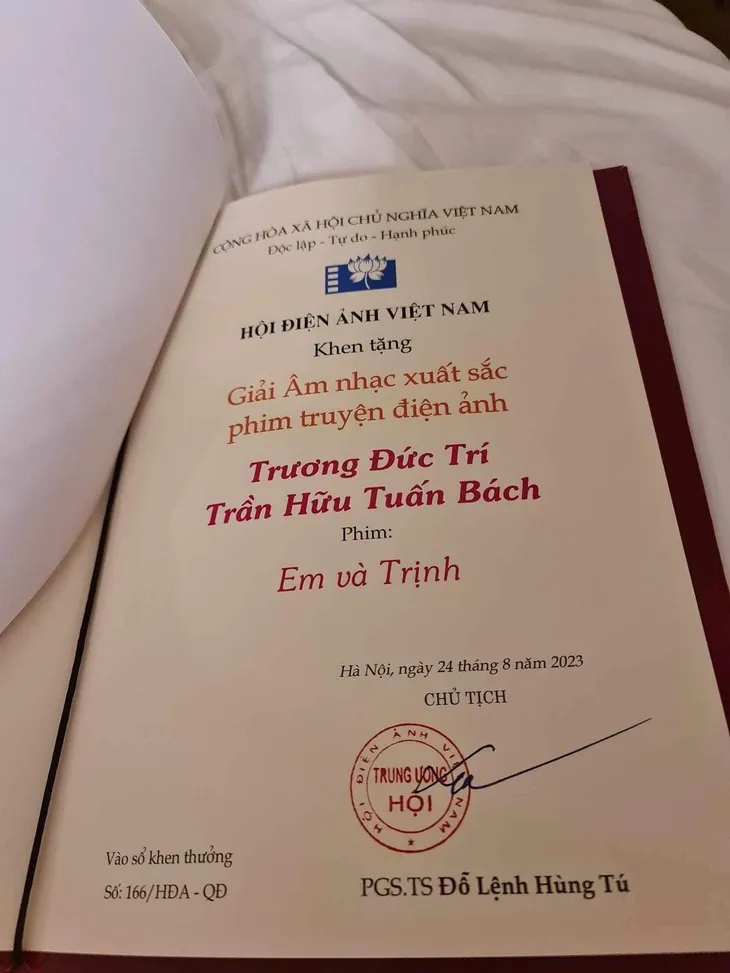 CỘNG HÒA XÃ HỘI CHỦ NGHĨA VIỆT NAM
Độc lập - Tự do - Hạnh phúc
HỘI ĐIỆN ẢNH VIỆT NAM
Khen tặng
Giải Âm nhạc xuất sắc
phim truyện điện ảnh
Trương Đức Trí
Trần Hữu Tuấn Bách
Phim:
Em và Trịnh
Hà Nội, ngày 24 tháng 8 năm 2023
CHỦ TỊCH
HỘI ĐIỆN ẢNH VIỆT NAM
TRUNG ƯƠNG
HỘI
Vào sổ khen thưởng
Số: 166/HĐA - QĐ
PGS.TS Đỗ Lệnh Hùng Tú